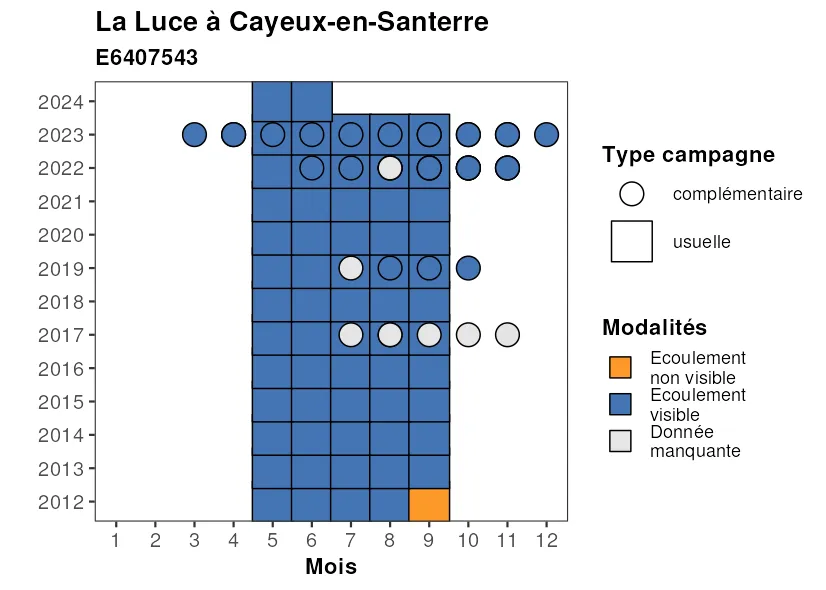 La Luce à Cayeux-en-Santerre
E6407543
2024
2023
2022
2021
2020
2019
2018
2017
2016
2015
2014
2013
2012
1 2 3 4 5 6 7 8 9 10 11 12
Mois
Type campagne
complémentaire
usuelle
Modalités
Ecoulement
non visible
Ecoulement
visible
Donnée
manquante